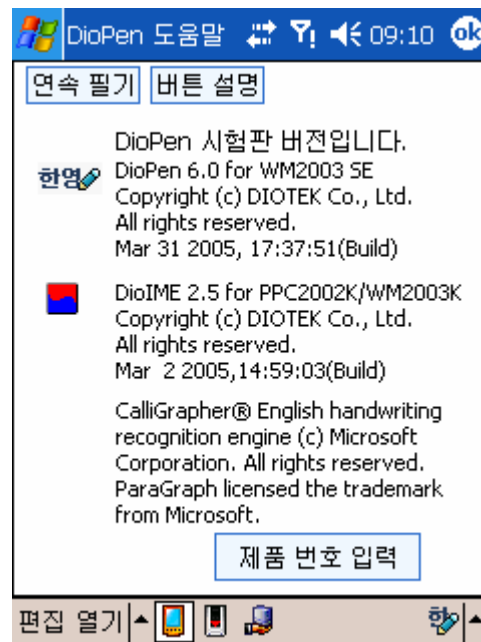 DioPen 도움말 09:10 ok
연속 필기 버튼 설명
DioPen 시험판 버전입니다.
한영 DioPen 6.0 for WM2003 SE
Copyright (c) DIOTEK Co., Ltd.
All rights reserved.
Mar 31 2005, 17:37:51(Build)
DioIME 2.5 for PPC2002K/WM2003K
Copyright (c) DIOTEK Co., Ltd.
All rights reserved.
Mar 2 2005,14:59:03(Build)
CalliGrapher® English handwriting
recognition engine (c) Microsoft
Corporation. All rights reserved.
ParaGraph licensed the trademark
from Microsoft.
제품 번호 입력
편집 열기 한